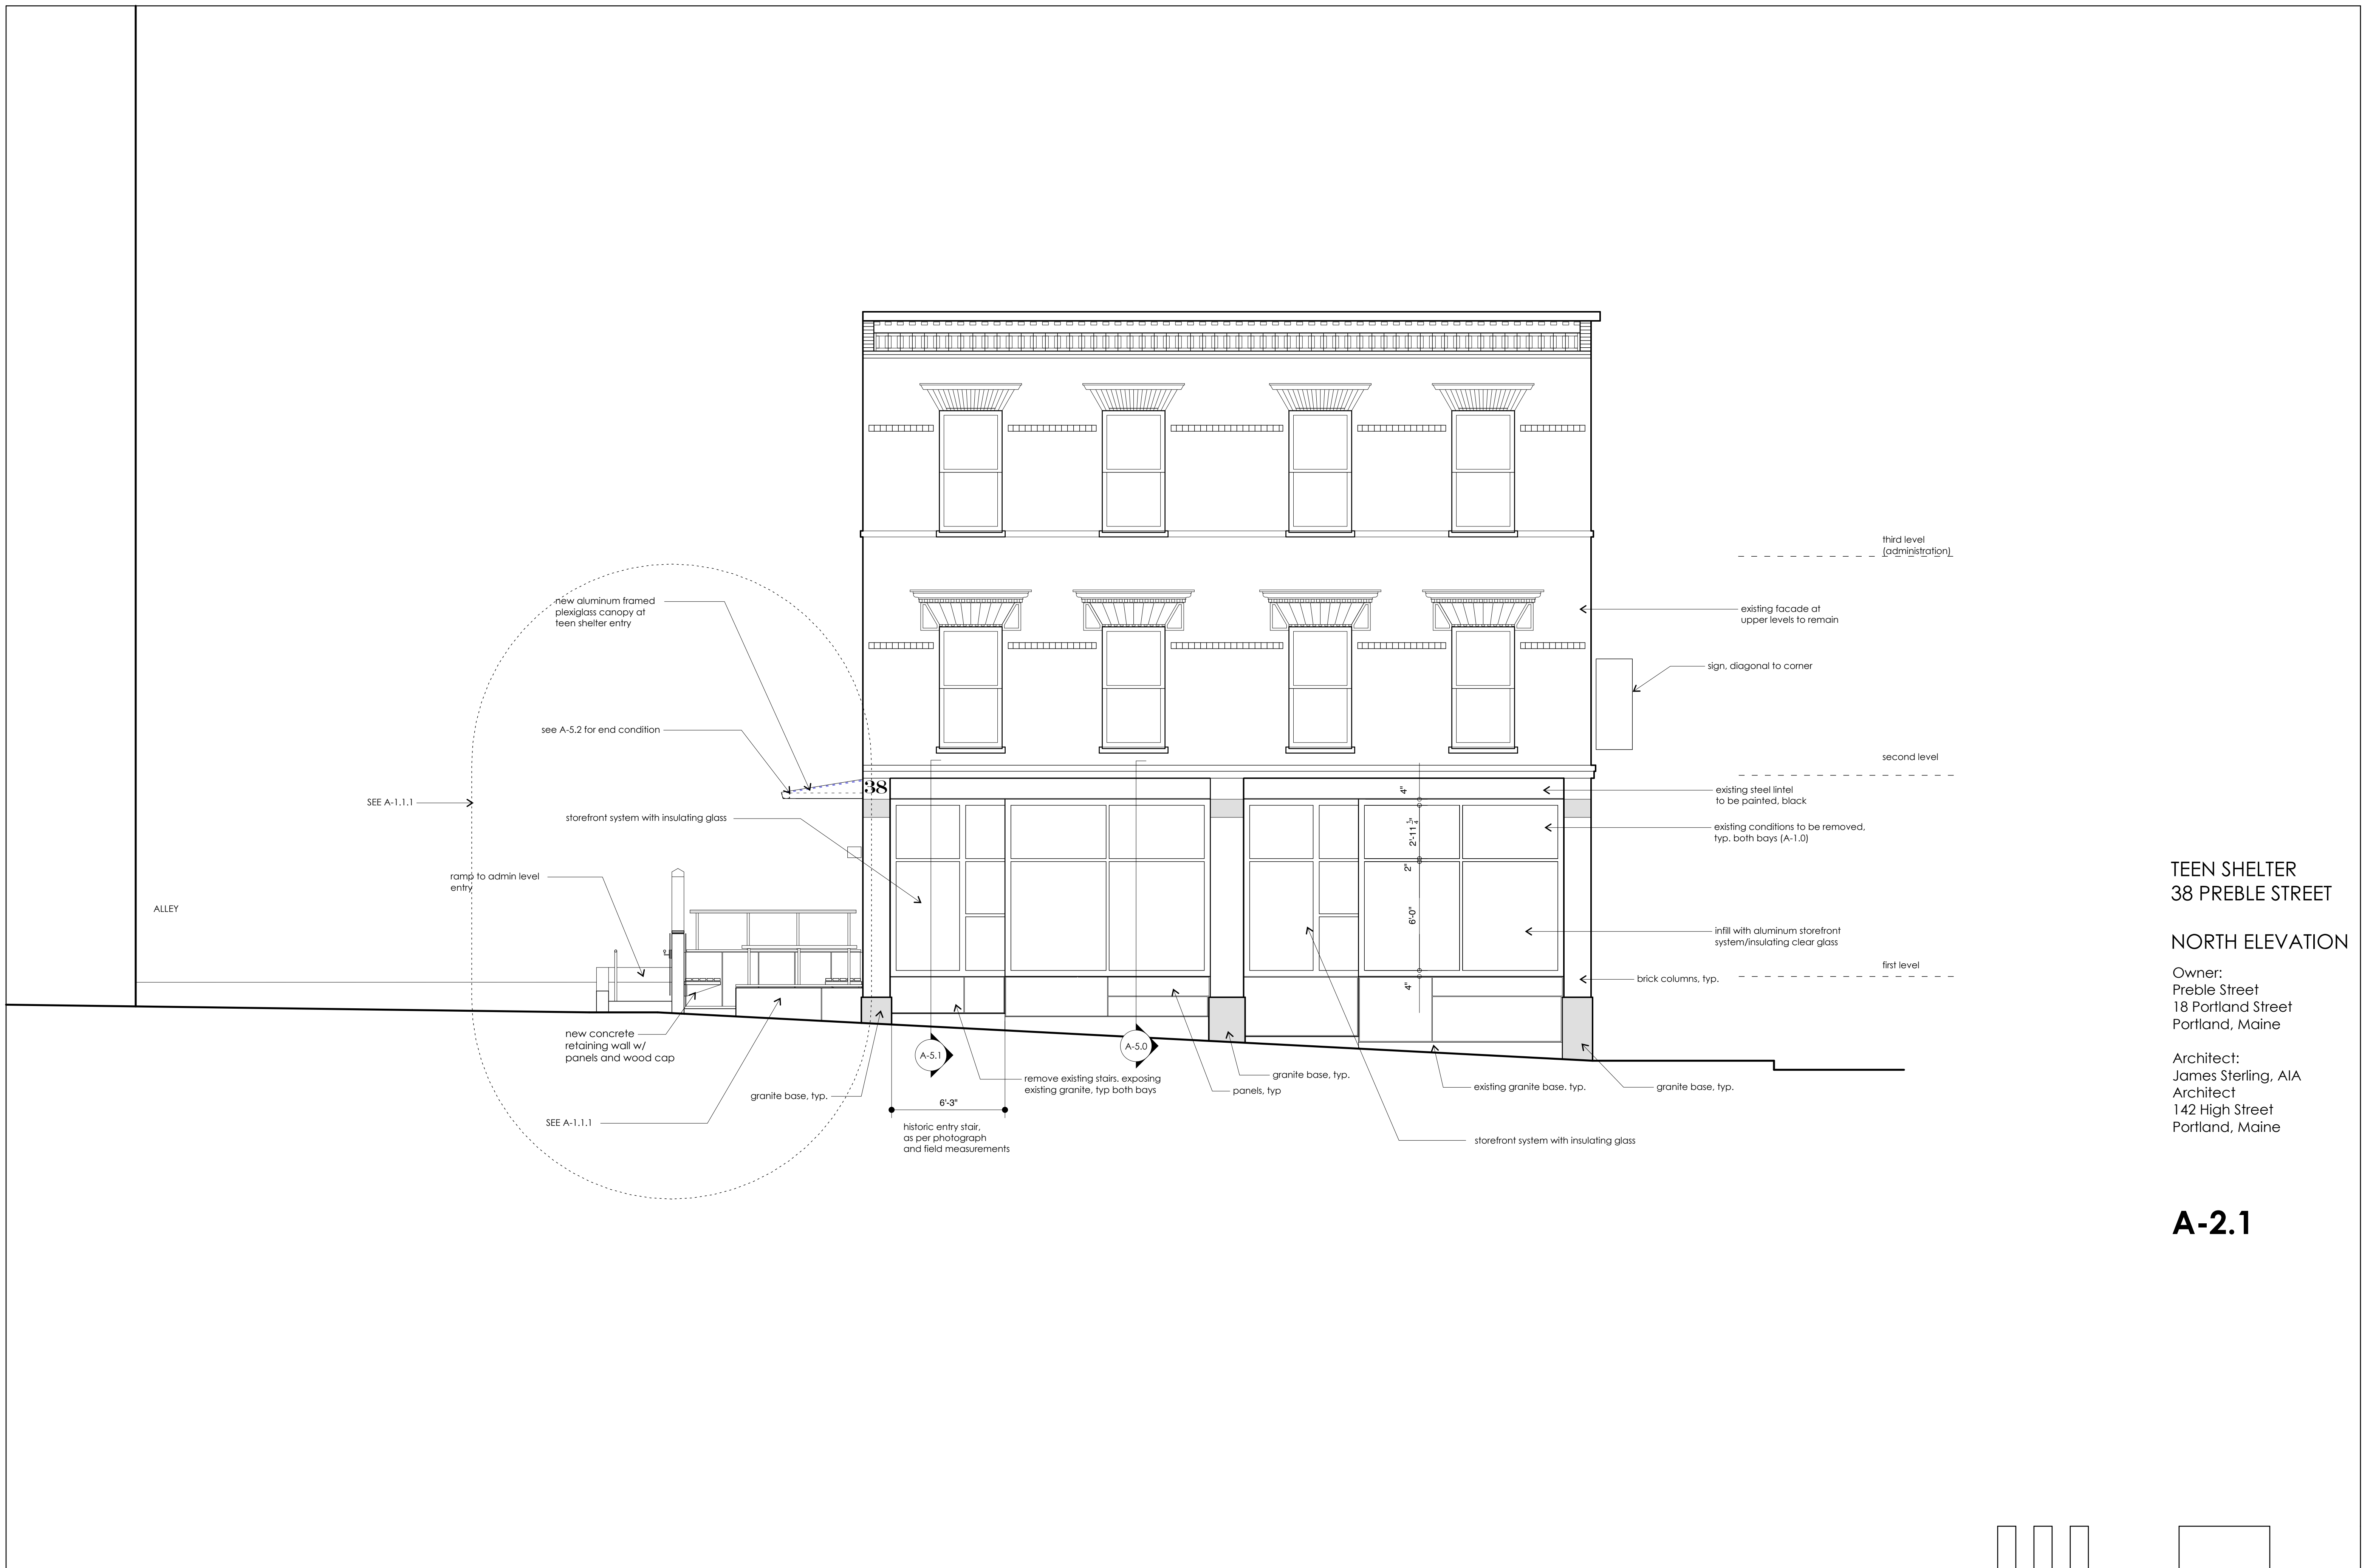 third level
(administration)
new aluminum framed
plexiglass canopy at
teen shelter entry
existing facade at
upper levels to remain
sign, diagonal to corner
see A-5.2 for end condition
second level
38
SEE A-1.1.1
4"
existing steel lintel
to be painted, black
storefront system with insulating glass
2'-11 1/4"
existing conditions to be removed,
typ. both bays (A-1.0)
2"
ramp to admin level
entry
ALLEY
6'-0"
infill with aluminum storefront
system/insulating clear glass
first level
brick columns, typ.
4"
new concrete
retaining wall w/
panels and wood cap
A-5.1
A-5.0
granite base, typ.
remove existing stairs. exposing
existing granite, typ both bays
granite base, typ.
panels, typ
existing granite base. typ.
granite base, typ.
6'-3"
SEE A-1.1.1
historic entry stair,
as per photograph
and field measurements
storefront system with insulating glass
TEEN SHELTER
38 PREBLE STREET
NORTH ELEVATION
Owner:
Preble Street
18 Portland Street
Portland, Maine
Architect:
James Sterling, AIA
Architect
142 High Street
Portland, Maine
A-2.1